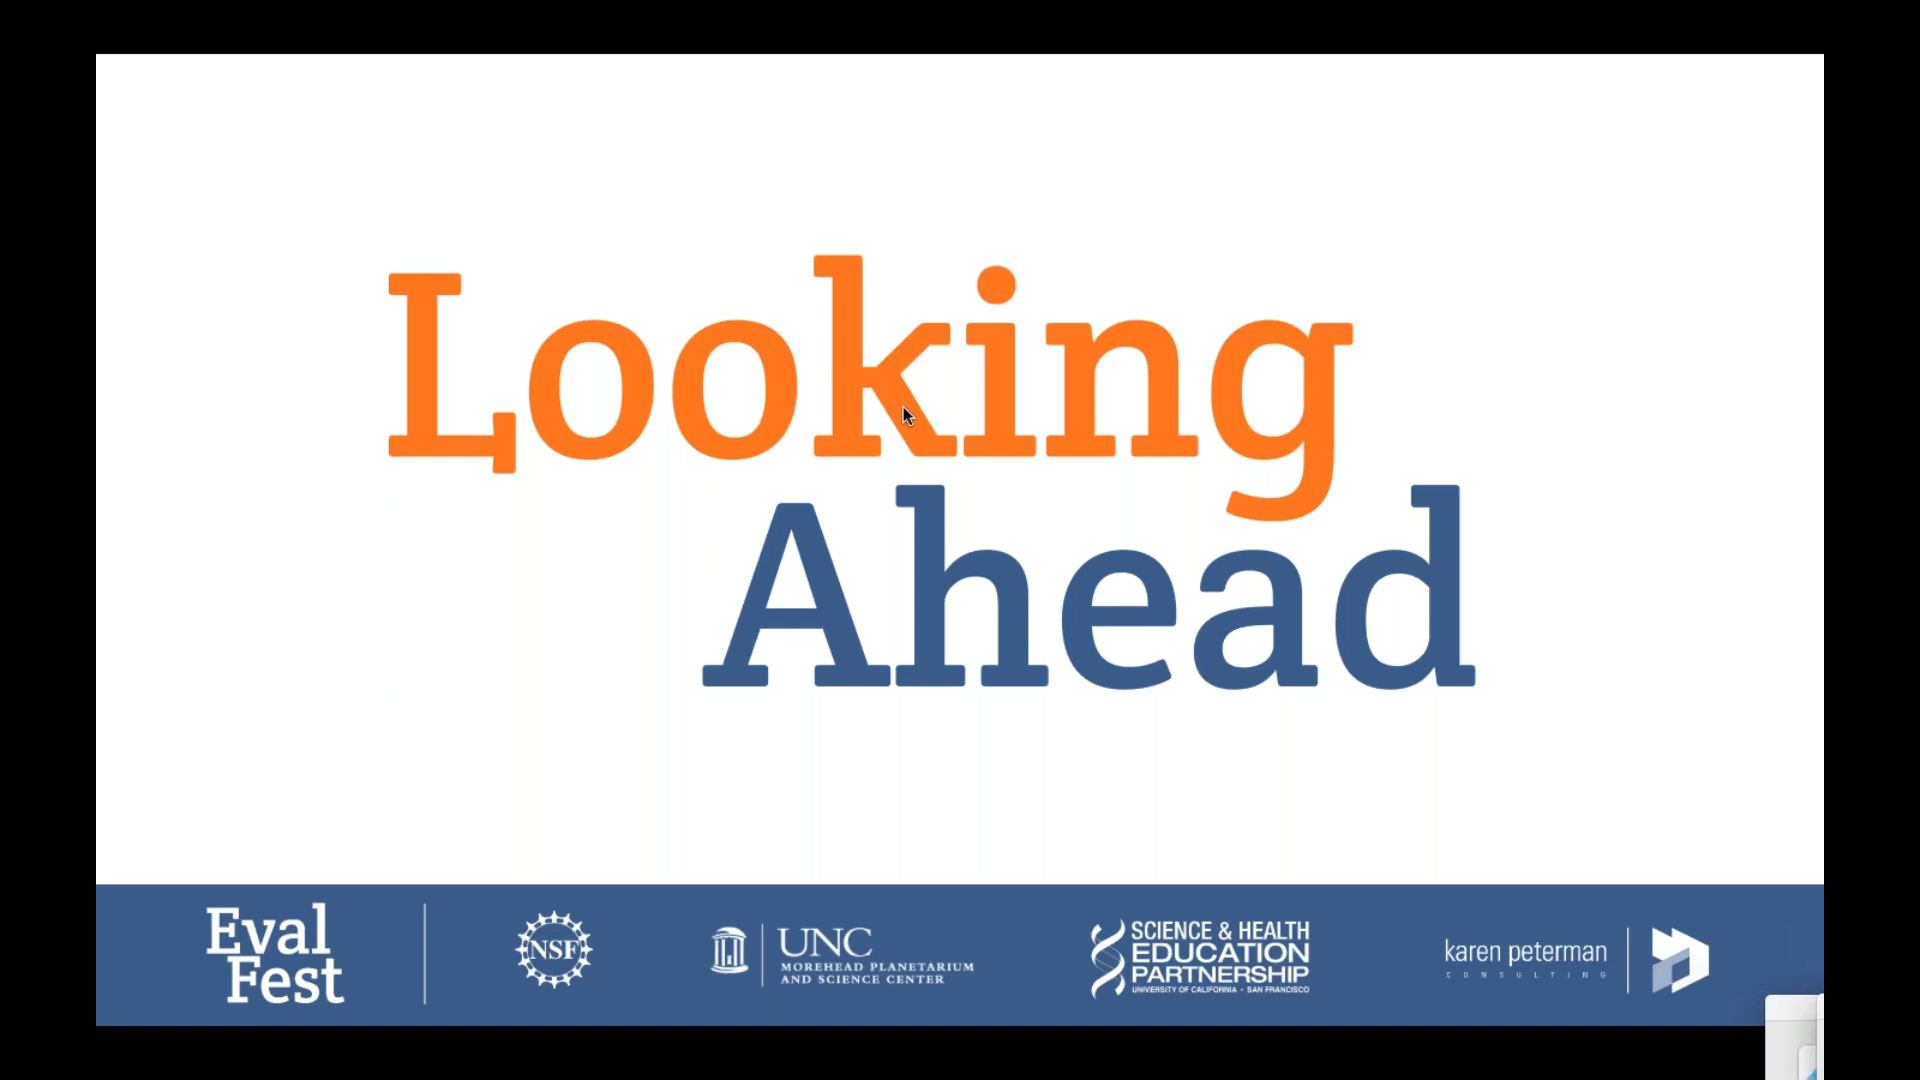 Looking
Ahead
Eval
Fest
NSF
UNC
MOREHEAD PLANETARIUM
AND SCIENCE CENTER
SCIENCE & HEALTH
EDUCATION
PARTNERSHIP
UNIVERSITY OF CALIFORNIA • SAN FRANCISCO
karen peterman
CONSULTING